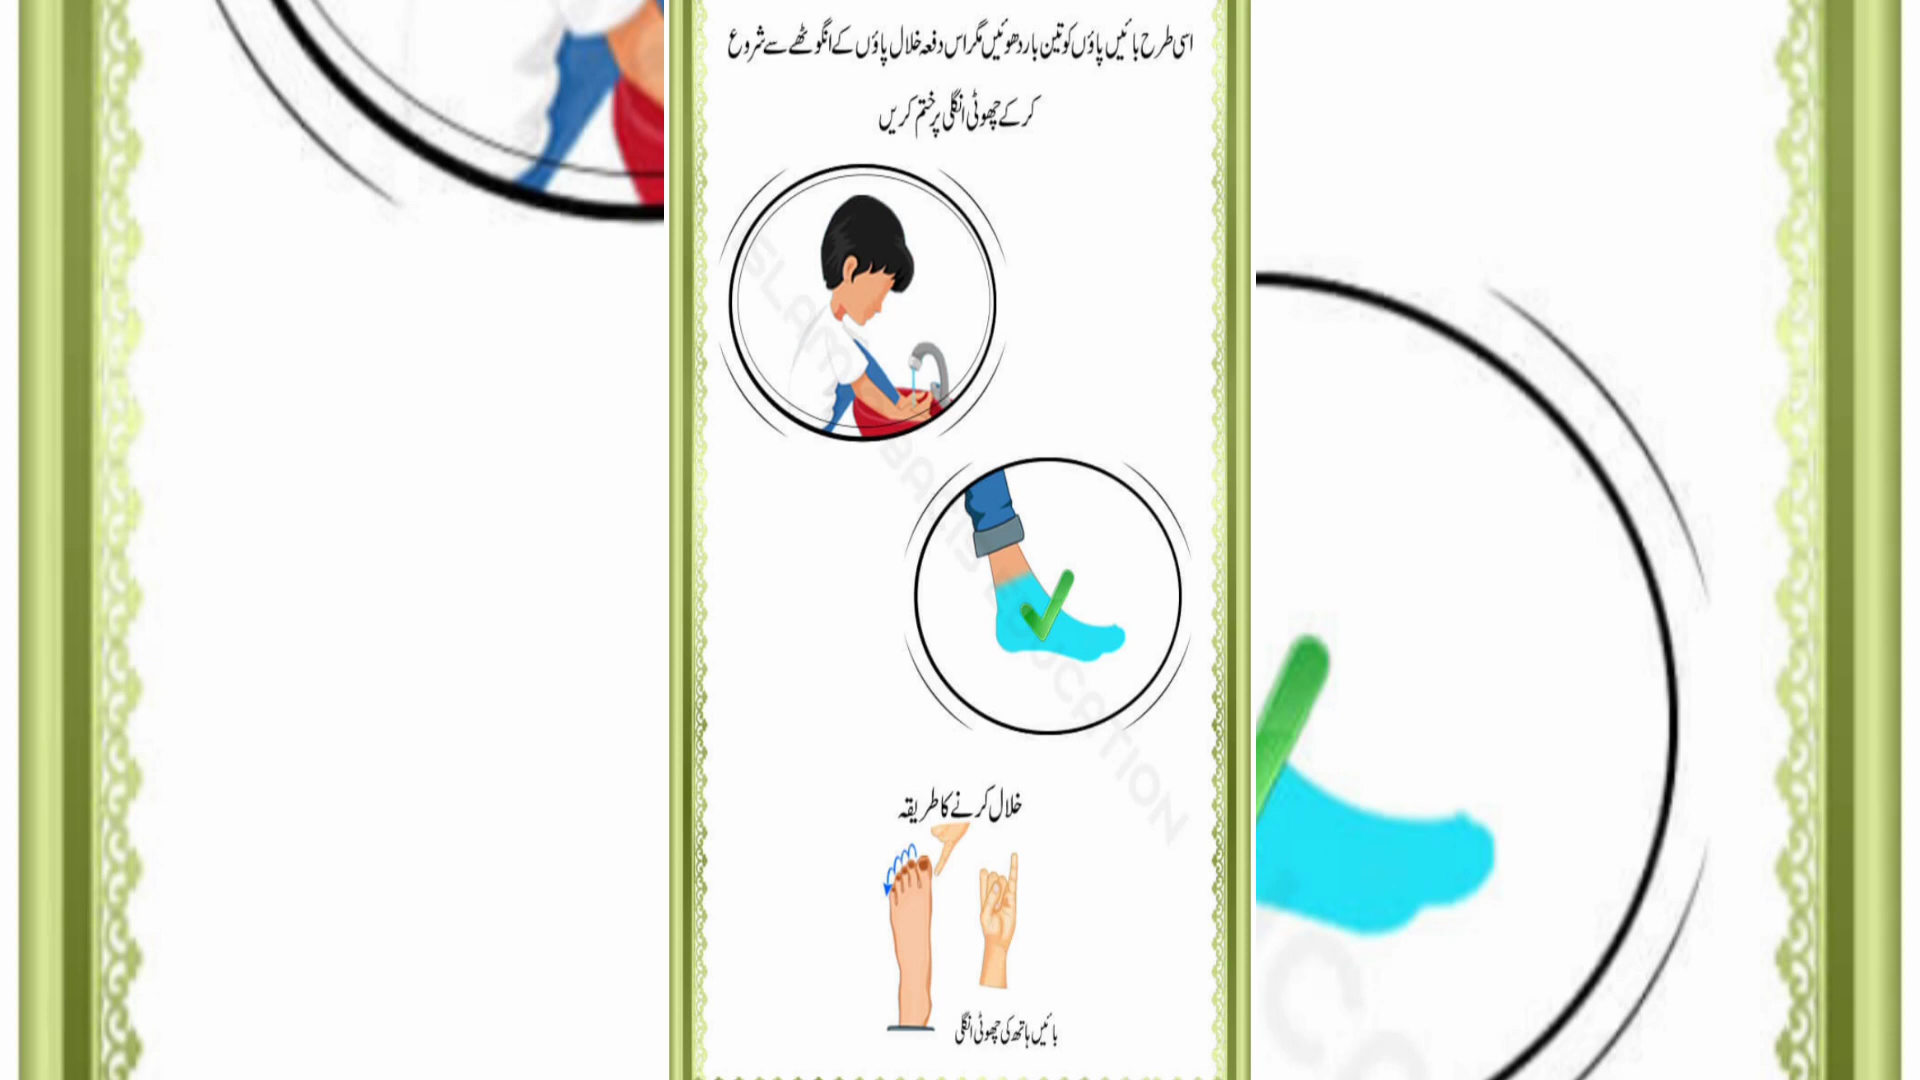 اسی طرح بائیں پاؤں کو تین بار دھوئیں مگر اس دفعہ خلال پاؤں کے انگوٹھے سے شروع
کر کے چھوٹی انگلی پر ختم کریں
خلال کرنے کا طریقہ
بائیں ہاتھ کی چھوٹی انگلی